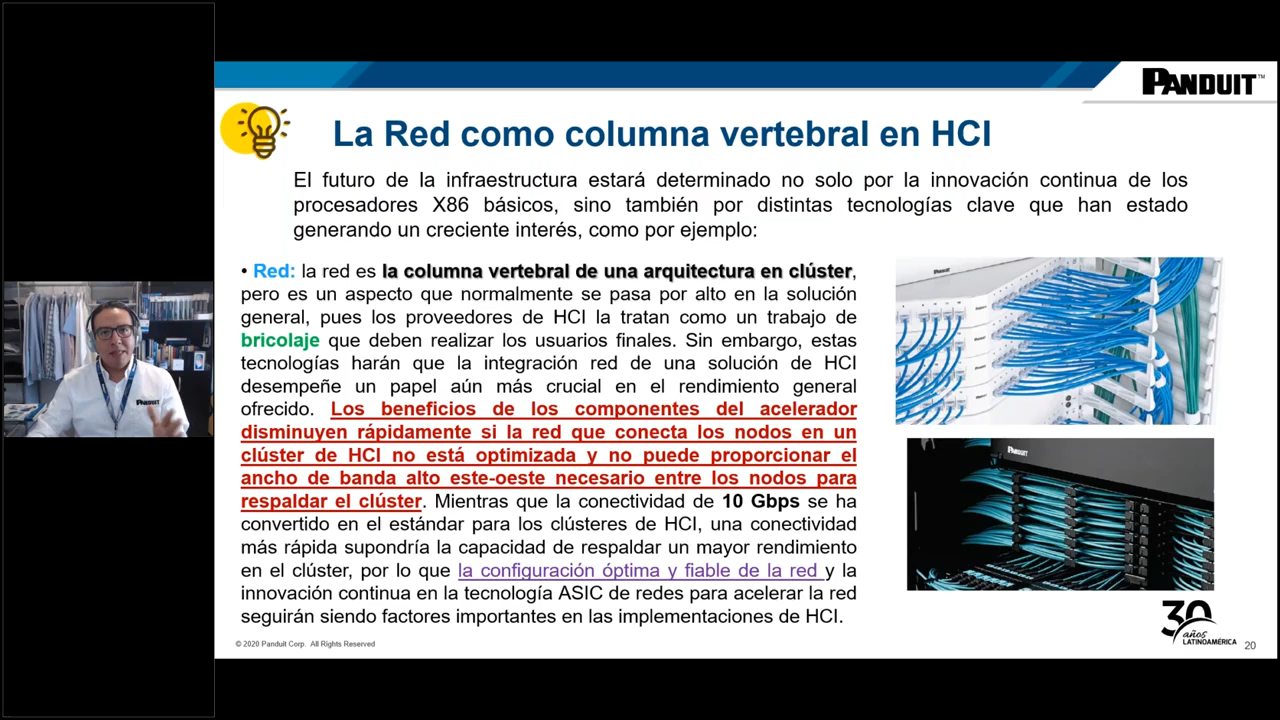 PANDUIT™
La Red como columna vertebral en HCI
El futuro de la infraestructura estará determinado no solo por la innovación continua de los
procesadores X86 básicos, sino también por distintas tecnologías clave que han estado
generando un creciente interés, como por ejemplo:
• Red: la red es la columna vertebral de una arquitectura en clúster,
pero es un aspecto que normalmente se pasa por alto en la solución
general, pues los proveedores de HCI la tratan como un trabajo de
bricolaje que deben realizar los usuarios finales. Sin embargo, estas
tecnologías harán que la integración red de una solución de HCI
desempeñe un papel aún más crucial en el rendimiento general
ofrecido. Los beneficios de los componentes del acelerador
disminuyen rápidamente si la red que conecta los nodos en un
clúster de HCI no está optimizada y no puede proporcionar el
ancho de banda alto este-oeste necesario entre los nodos para
respaldar el clúster. Mientras que la conectividad de 10 Gbps se ha
convertido en el estándar para los clústeres de HCI, una conectividad
más rápida supondría la capacidad de respaldar un mayor rendimiento
en el clúster, por lo que la configuración óptima y fiable de la red y la
innovación continua en la tecnología ASIC de redes para acelerar la red
seguirán siendo factores importantes en las implementaciones de HCI.
PANDUIT
PANDUIT
30
años
LATINOAMÉRICA
© 2020 Panduit Corp. All Rights Reserved
20